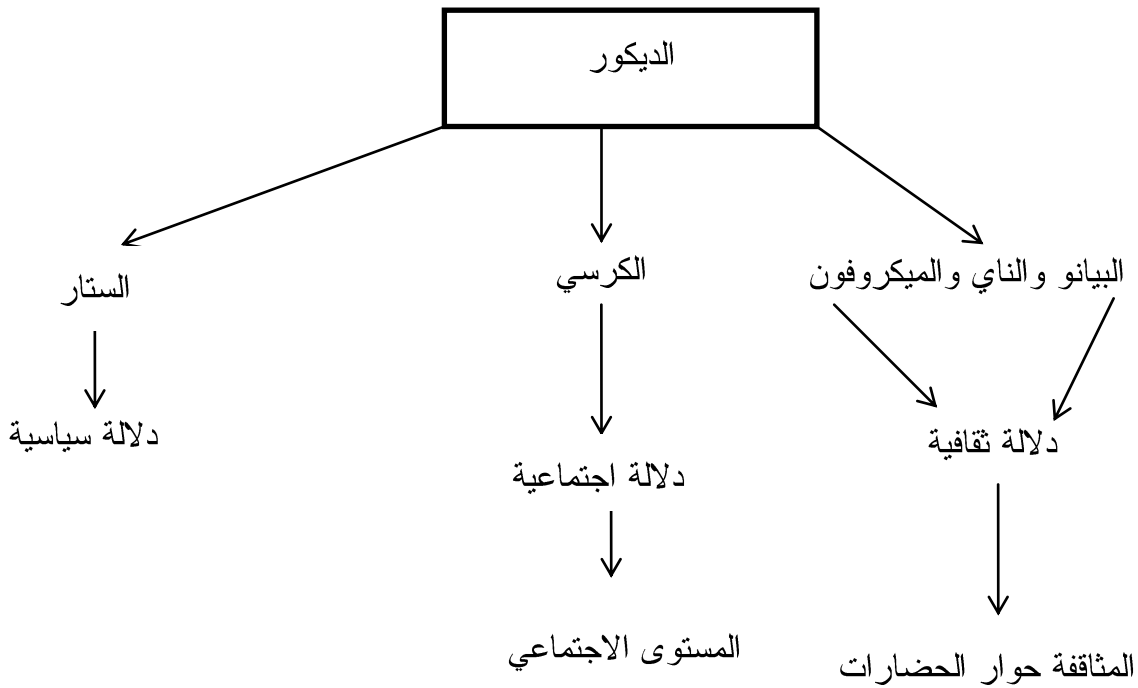 الديكور
البيانو والناي والميكروفون
الكرسي
الستار
دلالة ثقافية
دلالة اجتماعية
دلالة سياسية
المثاقفة حوار الحضارات
المستوى الاجتماعي